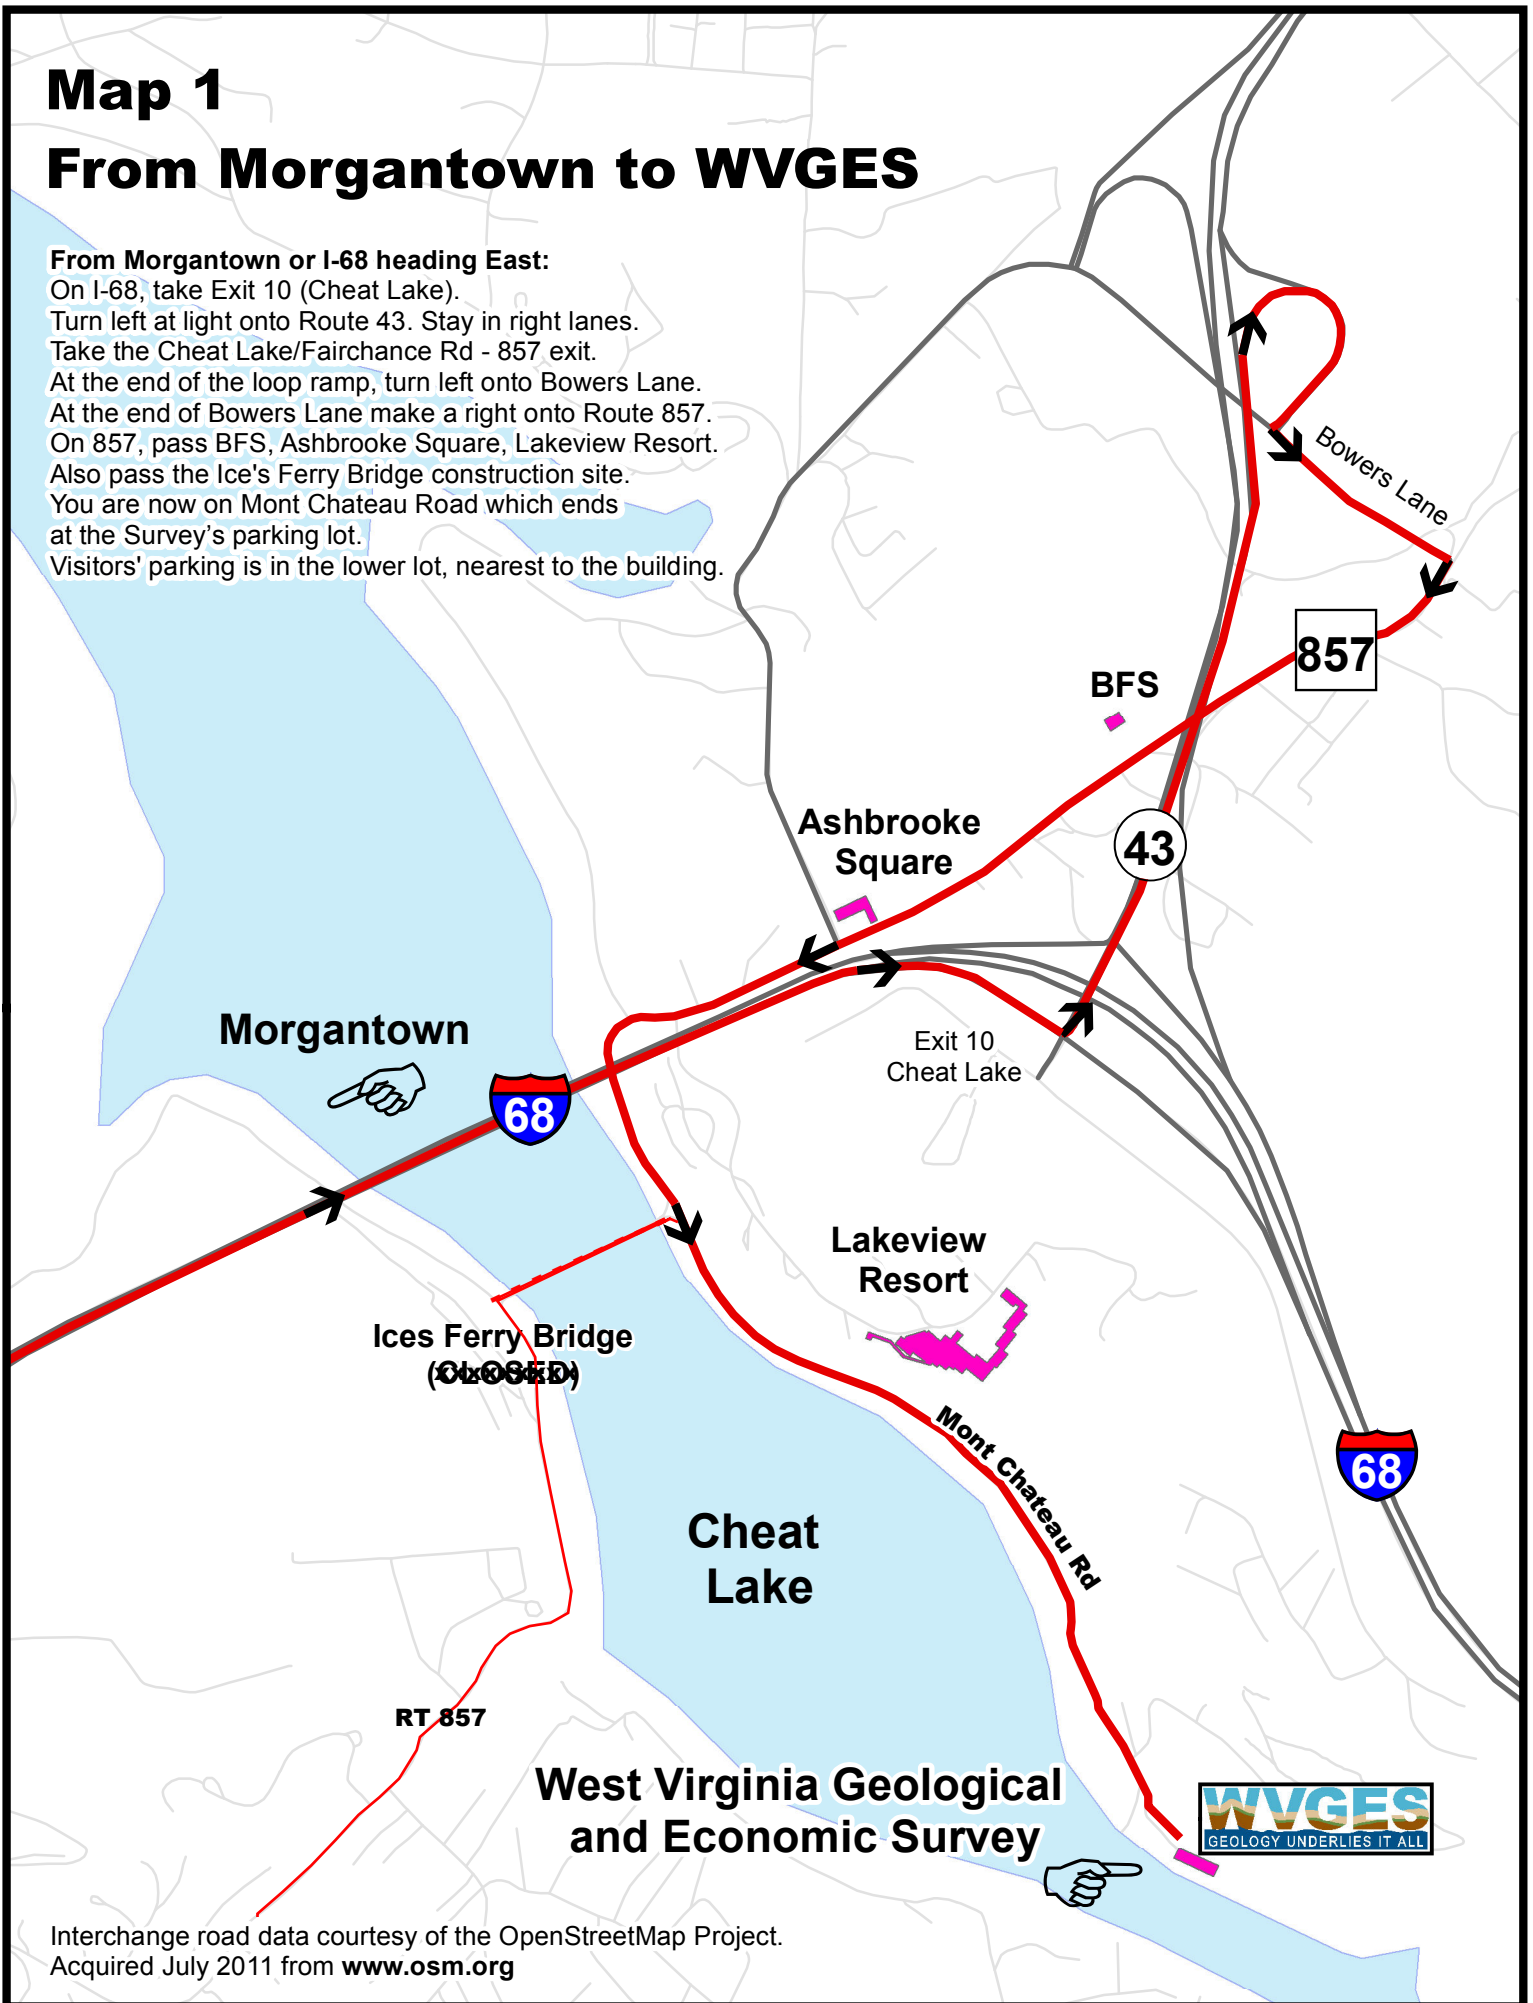 Map 1
From Morgantown to WVGES
From Morgantown or I-68 heading East:
On I-68, take Exit 10 (Cheat Lake).
Turn left at light onto Route 43. Stay in right lanes.
Take the Cheat Lake/Fairchance Rd - 857 exit.
At the end of the loop ramp, turn left onto Bowers Lane.
At the end of Bowers Lane make a right onto Route 857.
On 857, pass BFS, Ashbrooke Square, Lakeview Resort.
Also pass the Ice's Ferry Bridge construction site.
You are now on Mont Chateau Road which ends
at the Survey's parking lot.
Visitors' parking is in the lower lot, nearest to the building.
Bowers Lane
857
BFS
Ashbrooke
Square
43
Morgantown
68
Exit 10
Cheat Lake
Lakeview
Resort
Ices Ferry Bridge
(CLOSED)
xxxxxxxxx
Mont Chateau Rd
68
Cheat
Lake
RT 857
West Virginia Geological
and Economic Survey
WVGES
GEOLOGY UNDERLIES IT ALL
Interchange road data courtesy of the OpenStreetMap Project.
Acquired July 2011 from www.osm.org